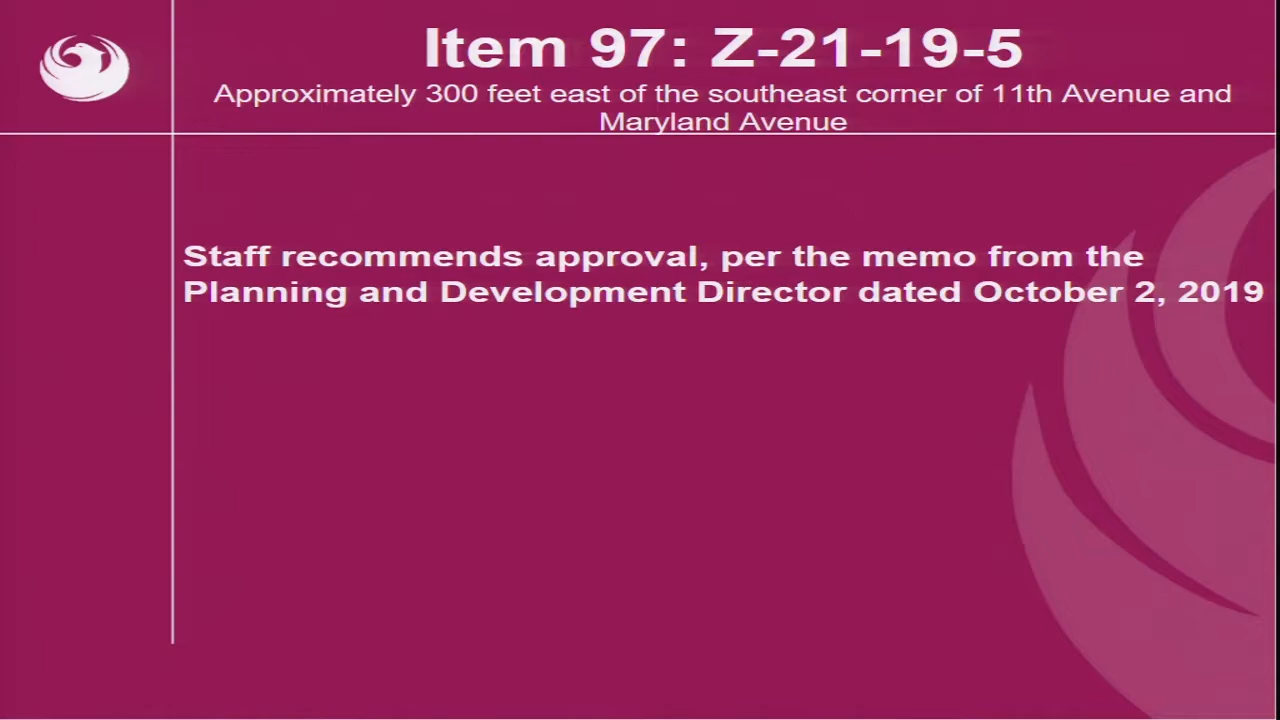 Item 97: Z-21-19-5
Approximately 300 feet east of the southeast corner of 11th Avenue and
Maryland Avenue
Staff recommends approval, per the memo from the
Planning and Development Director dated October 2, 2019